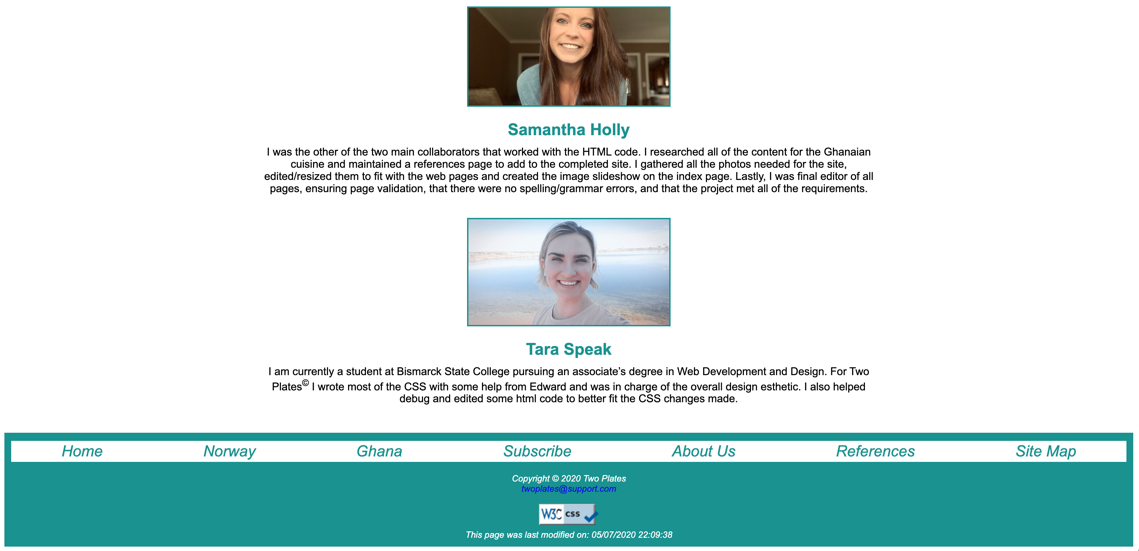 Samantha Holly
I was the other of the two main collaborators that worked with the HTML code. I researched all of the content for the Ghanaian
cuisine and maintained a references page to add to the completed site. I gathered all the photos needed for the site,
edited/resized them to fit with the web pages and created the image slideshow on the index page. Lastly, I was final editor of all
pages, ensuring page validation, that there were no spelling/grammar errors, and that the project met all of the requirements.
Tara Speak
I am currently a student at Bismarck State College pursuing an associate's degree in Web Development and Design. For Two
Plates© I wrote most of the CSS with some help from Edward and was in charge of the overall design esthetic. I also helped
debug and edited some html code to better fit the CSS changes made.
Home Norway Ghana Subscribe About Us References Site Map
Copyright © 2020 Two Plates
twoplates@support.com
W3C css
This page was last modified on: 05/07/2020 22:09:38